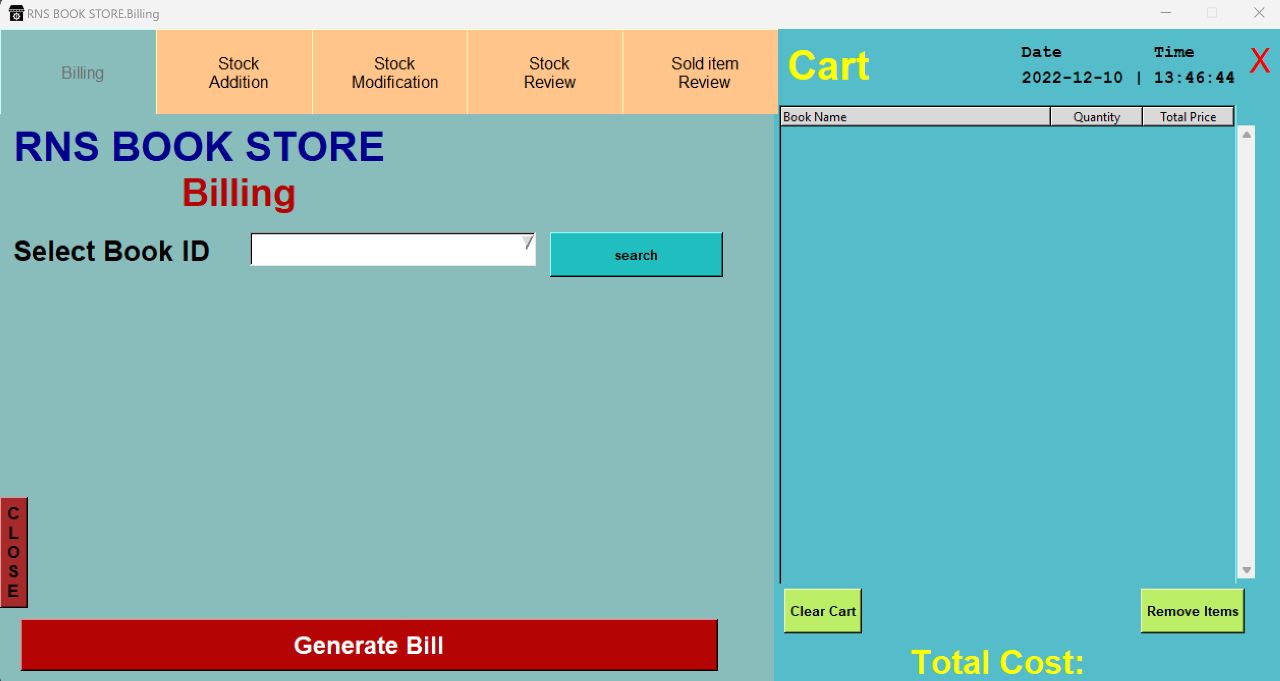 RNS BOOK STORE.Billing
Billing
Stock
Addition
Stock
Modification
Stock
Review
Sold item
Review
RNS BOOK STORE
Billing
Select Book ID
search
C
L
O
S
E
Generate Bill
Cart
Date Time
2022-12-10 | 13:46:44
X
Book Name Quantity Total Price
Clear Cart
Remove Items
Total Cost: